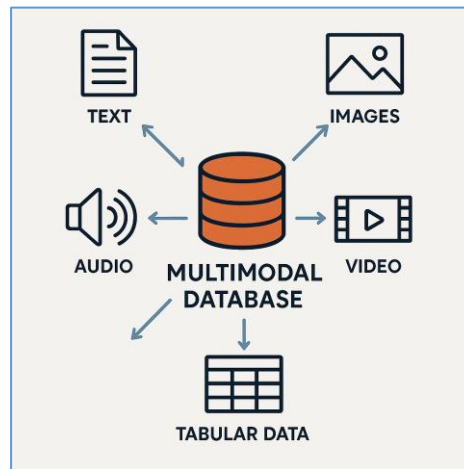 TEXT
IMAGES
AUDIO
VIDEO
MULTIMODAL
DATABASE
TABULAR DATA